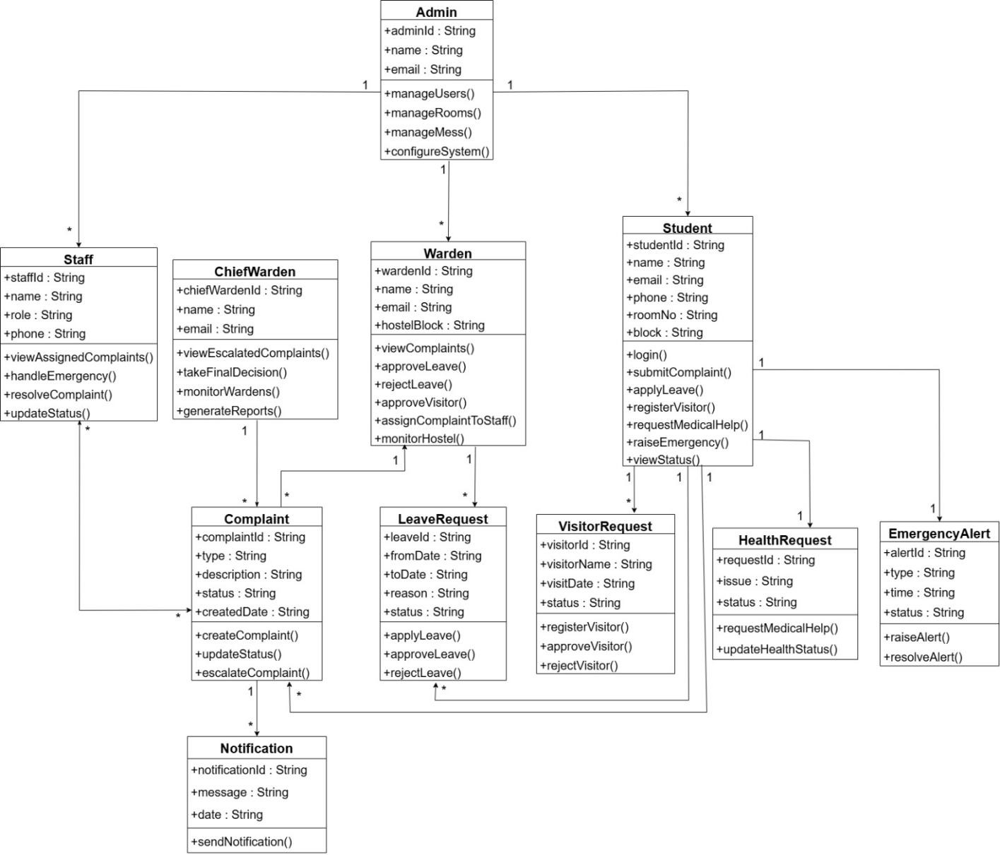 Admin
+adminId : String
+name : String
+email : String
+manageUsers()
+manageRooms()
+manageMess()
+configureSystem()
1
1
1
*
*
*
Staff
+staffId : String
+name : String
+role : String
+phone : String
+viewAssignedComplaints()
+handleEmergency()
+resolveComplaint()
+updateStatus()
*
ChiefWarden
+chiefWardenId : String
+name : String
+email : String
+viewEscalatedComplaints()
+takeFinalDecision()
+monitorWardens()
+generateReports()
1
*
Warden
+wardenId : String
+name : String
+email : String
+hostelBlock : String
+viewComplaints()
+approveLeave()
+rejectLeave()
+approveVisitor()
+assignComplaintToStaff()
+monitorHostel()
1
*
1
*
Student
+studentId : String
+name : String
+email : String
+phone : String
+roomNo : String
+block : String
+login()
+submitComplaint()
+applyLeave()
+registerVisitor()
+requestMedicalHelp()
+raiseEmergency()
+viewStatus()
1
1
1
1
1
*
1
1
Complaint
+complaintId : String
+type : String
+description : String
+status : String
+createdDate : String
+createComplaint()
+updateStatus()
+escalateComplaint()
*
1
*
*
LeaveRequest
+leaveId : String
+fromDate : String
+toDate : String
+reason : String
+status : String
+applyLeave()
+approveLeave()
+rejectLeave()
*
VisitorRequest
+visitorId : String
+visitorName : String
+visitDate : String
+status : String
+registerVisitor()
+approveVisitor()
+rejectVisitor()
HealthRequest
+requestId : String
+issue : String
+status : String
+requestMedicalHelp()
+updateHealthStatus()
EmergencyAlert
+alertId : String
+type : String
+time : String
+status : String
+raiseAlert()
+resolveAlert()
Notification
+notificationId : String
+message : String
+date : String
+sendNotification()